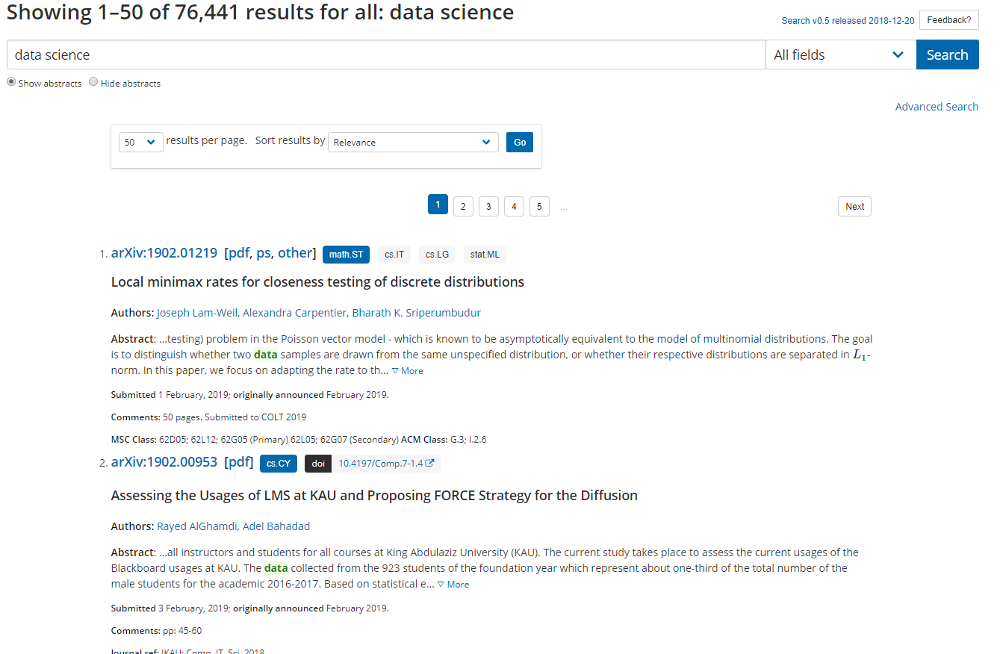 Showing 1–50 of 76,441 results for all: data science
Search v0.5 released 2018-12-20 Feedback?
data science All fields Search
Show abstracts Hide abstracts
Advanced Search
50 results per page. Sort results by Relevance Go
1 2 3 4 5 ... Next
1. arXiv:1902.01219 [pdf, ps, other] math.ST cs.IT cs.LG stat.ML
Local minimax rates for closeness testing of discrete distributions
Authors: Joseph Lam-Weil, Alexandra Carpentier, Bharath K. Sriperumbudur
Abstract: ...testing) problem in the Poisson vector model - which is known to be asymptotically equivalent to the model of multinomial distributions. The goal
is to distinguish whether two data samples are drawn from the same unspecified distribution, or whether their respective distributions are separated in L₁-
norm. In this paper, we focus on adapting the rate to th... ▽ More
Submitted 1 February, 2019; originally announced February 2019.
Comments: 50 pages. Submitted to COLT 2019
MSC Class: 62D05; 62L12; 62G05 (Primary) 62L05; 62G07 (Secondary) ACM Class: G.3; I.2.6
2. arXiv:1902.00953 [pdf] cs.CY doi 10.4197/Comp.7-1.4
Assessing the Usages of LMS at KAU and Proposing FORCE Strategy for the Diffusion
Authors: Rayed AlGhamdi, Adel Bahadad
Abstract: ...all instructors and students for all courses at King Abdulaziz University (KAU). The current study takes place to assess the current usages of the
Blackboard usages at KAU. The data collected from the 923 students of the foundation year which represent about one-third of the total number of the
male students for the academic 2016-2017. Based on statistical e... ▽ More
Submitted 3 February, 2019; originally announced February 2019.
Comments: pp: 45-60
Journal ref: JKAU: Comp. IT. Sci. 2018